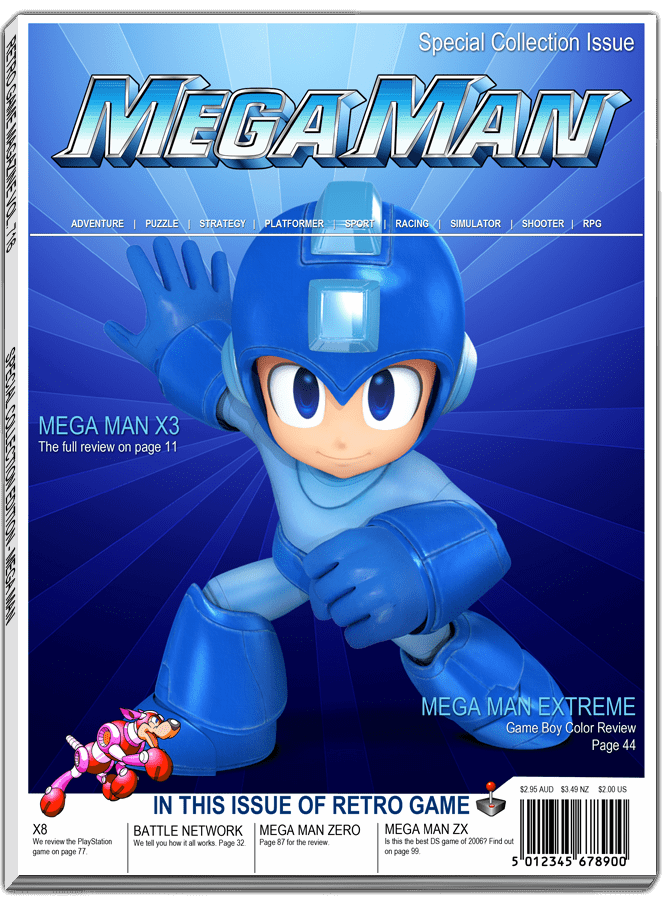 Special Collection Issue
MEGA MAN
ADVENTURE | PUZZLE | STRATEGY | PLATFORMER | SPORT | RACING | SIMULATOR | SHOOTER | RPG
MEGA MAN X3
The full review on page 11
MEGA MAN EXTREME
Game Boy Color Review
Page 44
$2.95 AUD $3.49 NZ $2.00 US
IN THIS ISSUE OF RETRO GAME
X8
We review the PlayStation
game on page 77.
BATTLE NETWORK
We tell you how it all works. Page 32.
MEGA MAN ZERO
Page 87 for the review.
MEGA MAN ZX
Is this the best DS game of 2006? Find out
on page 99.
5 012345 678900
RETRO GAME MAGAZINE
SPECIAL COLLECTION EDITION - MEGA MAN